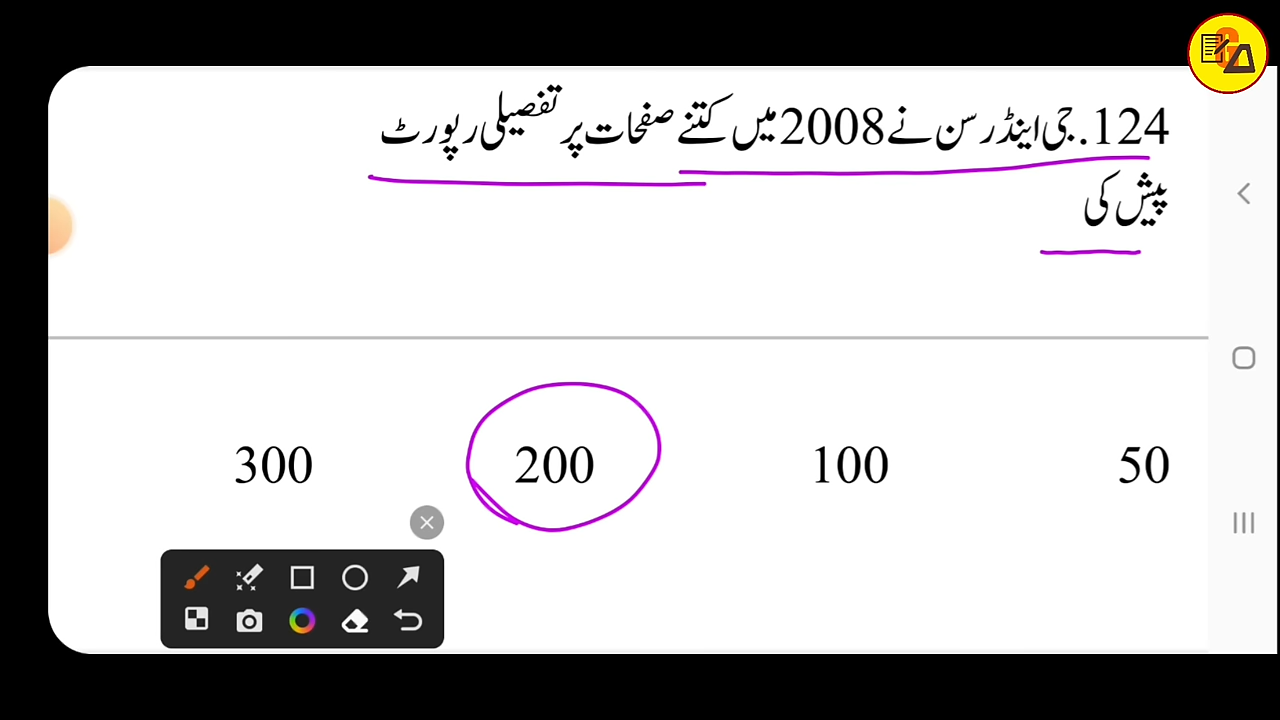 124.جی اینڈرسن نے 2008 میں کتنے صفحات پر تفصیلی رپورٹ
پیش کی
50 100 200 300